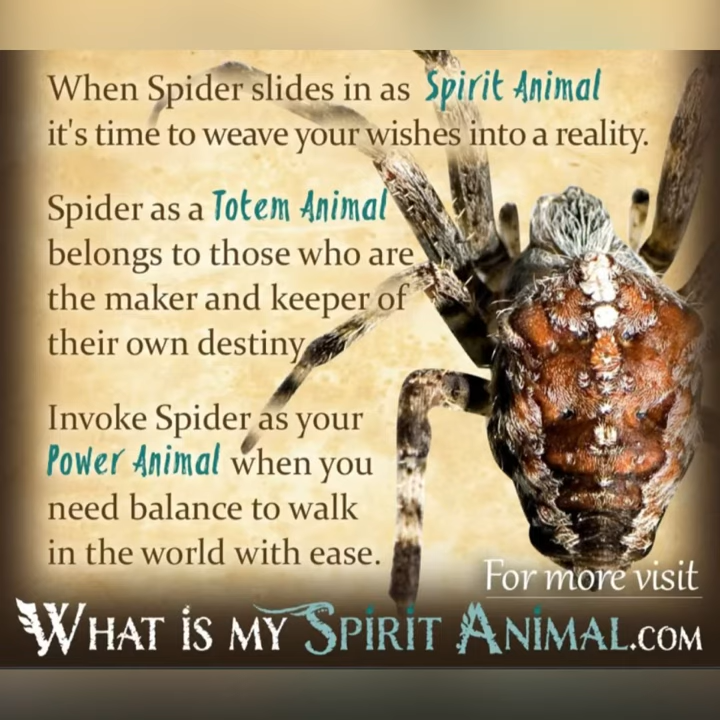 When Spider slides in as Spirit Animal
it's time to weave your wishes into a reality.
Spider as a Totem Animal
belongs to those who are
the maker and keeper of
their own destiny
Invoke Spider as your
Power Animal when you
need balance to walk
in the world with ease.
For more visit
WHAT IS MY SPIRIT ANIMAL.COM